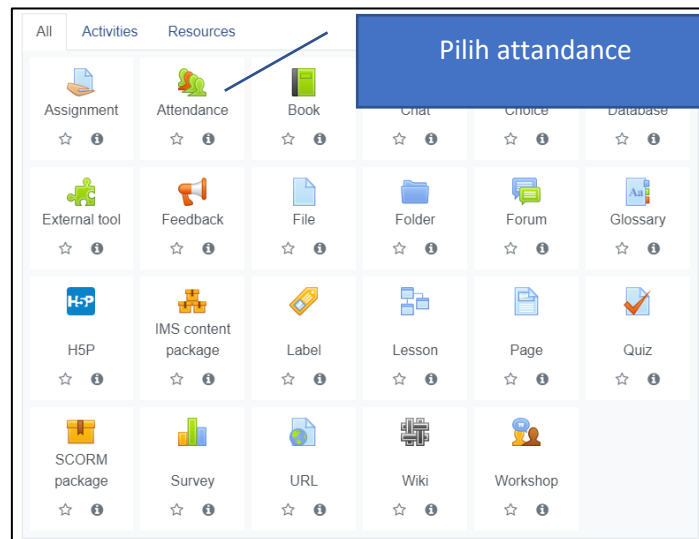 All Activities Resources
Pilih attandance
Assignment Attendance Book Chat Choice Database
External tool Feedback File Folder Forum Glossary
H5P IMS content package Label Lesson Page Quiz
SCORM package Survey URL Wiki Workshop